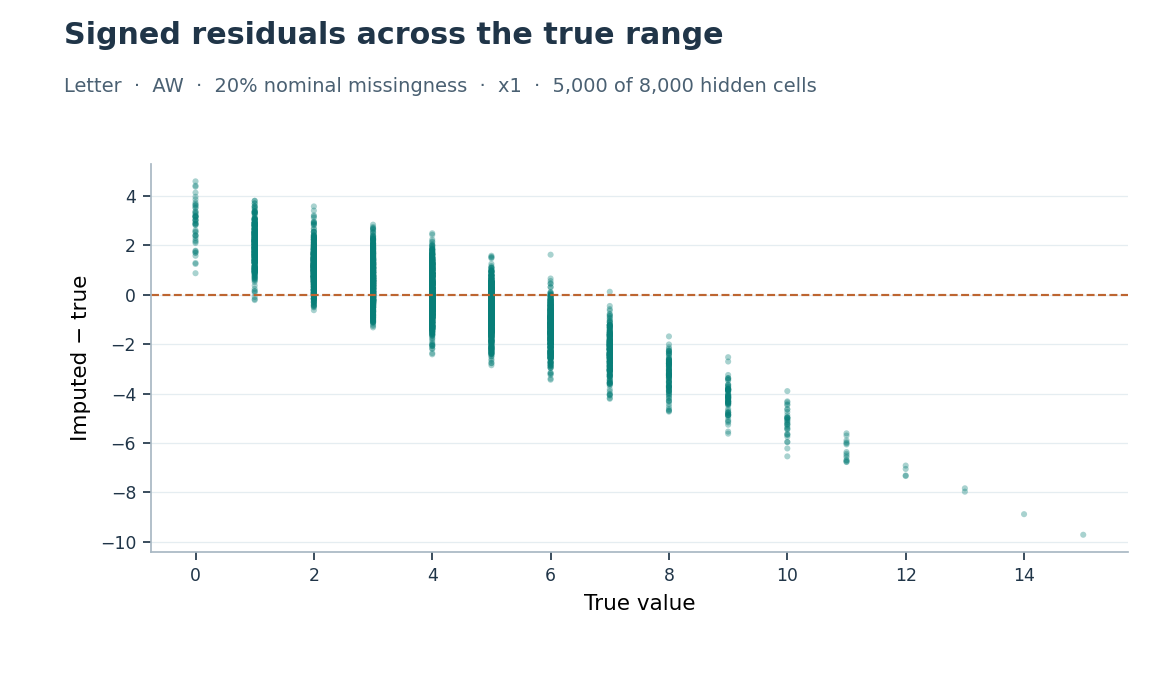 Signed residuals across the true range
Letter · AW · 20% nominal missingness · x1 · 5,000 of 8,000 hidden cells
4
2
0
−2
−4
−6
−8
−10
Imputed − true
0 2 4 6 8 10 12 14
True value